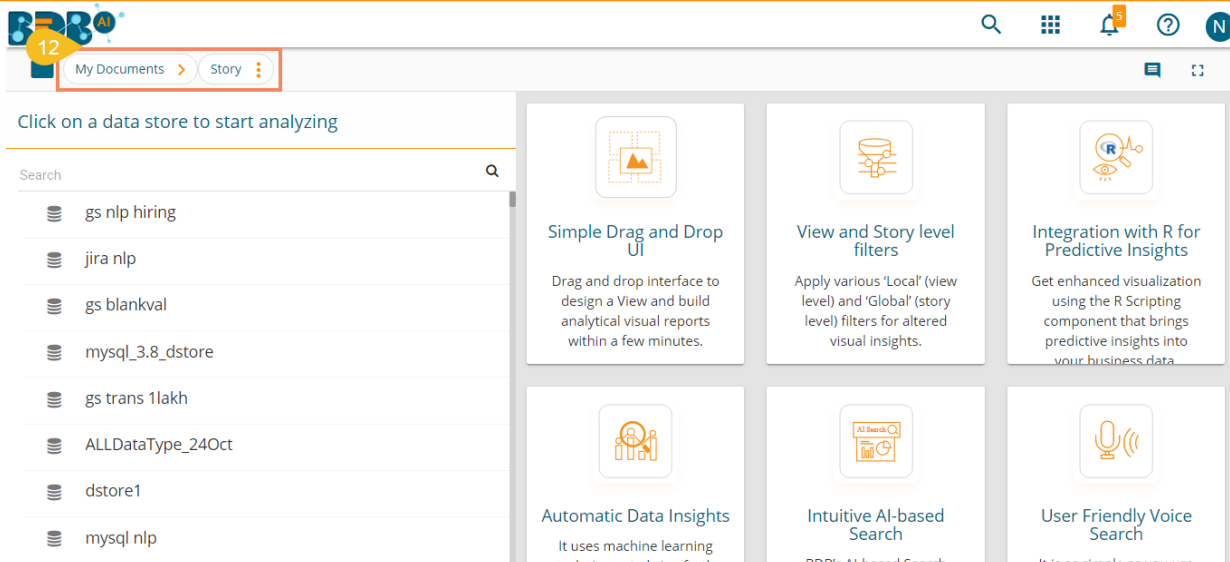 BDB AI
5
N
12
My Documents
Story
Click on a data store to start analyzing
Search
gs nlp hiring
jira nlp
gs blankval
mysql_3.8_dstore
gs trans 1lakh
ALLDataType_24Oct
dstore1
mysql nlp
Simple Drag and Drop
UI
Drag and drop interface to
design a View and build
analytical visual reports
within a few minutes.
View and Story level
filters
Apply various ‘Local’ (view
level) and ‘Global’ (story
level) filters for altered
visual insights.
R
Integration with R for
Predictive Insights
Get enhanced visualization
using the R Scripting
component that brings
predictive insights into
your business data
Automatic Data Insights
It uses machine learning
AI Search
Intuitive AI-based
Search
User Friendly Voice
Search